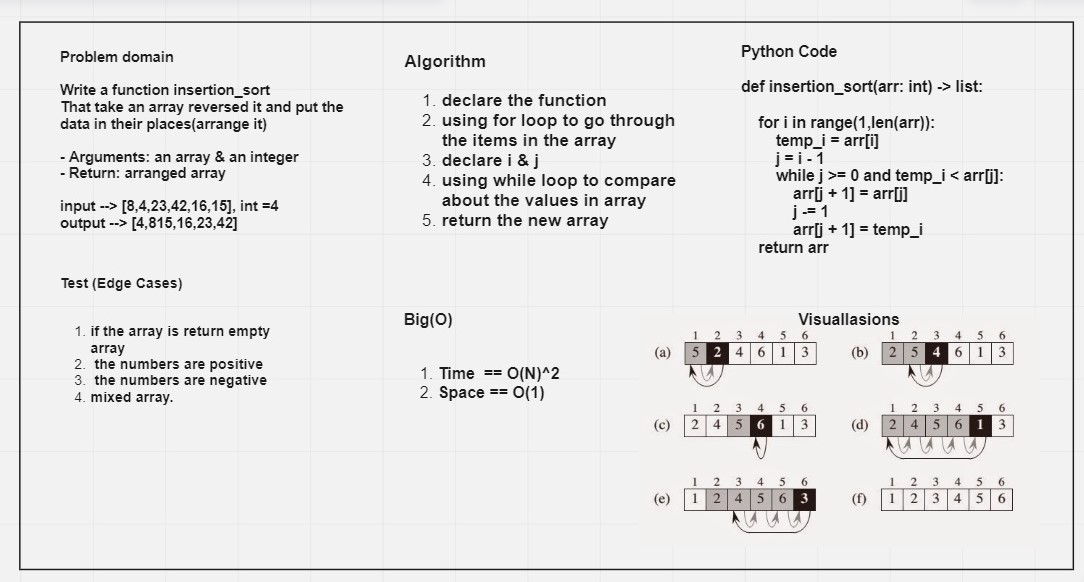 Problem domain
Write a function insertion_sort
That take an array reversed it and put the
data in their places(arrange it)
- Arguments: an array & an integer
- Return: arranged array
input --> [8,4,23,42,16,15], int =4
output --> [4,815,16,23,42]
Test (Edge Cases)
1. if the array is return empty
array
2. the numbers are positive
3. the numbers are negative
4. mixed array.
Algorithm
1. declare the function
2. using for loop to go through
the items in the array
3. declare i & j
4. using while loop to compare
about the values in array
5. return the new array
Big(O)
1. Time == O(N)^2
2. Space == O(1)
Python Code
def insertion_sort(arr: int) -> list:
for i in range(1,len(arr)):
temp_i = arr[i]
j = i - 1
while j >= 0 and temp_i < arr[j]:
arr[j + 1] = arr[j]
j -= 1
arr[j + 1] = temp_i
return arr
Visuallasions
1 2 3 4 5 6
(a) 5 2 4 6 1 3
1 2 3 4 5 6
(b) 2 5 4 6 1 3
1 2 3 4 5 6
(c) 2 4 5 6 1 3
1 2 3 4 5 6
(d) 2 4 5 6 1 3
1 2 3 4 5 6
(e) 1 2 4 5 6 3
1 2 3 4 5 6
(f) 1 2 3 4 5 6